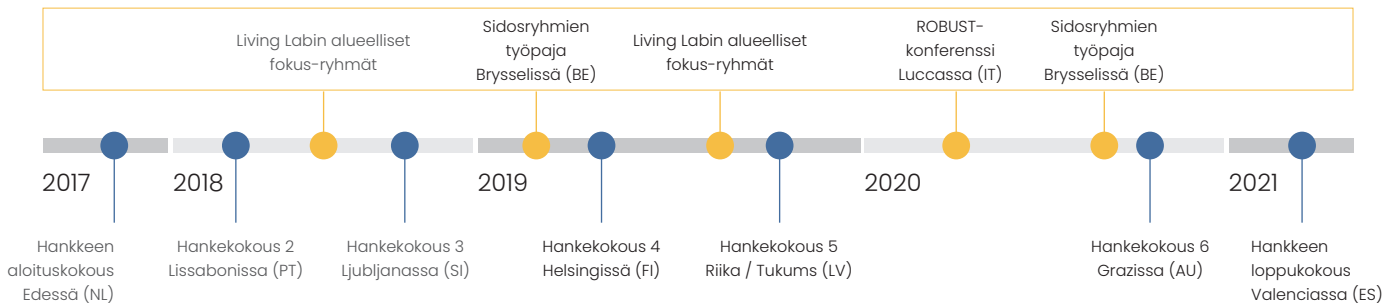 Living Labin alueelliset
fokus-ryhmät
Sidosryhmien
työpaja
Brysselissä (BE)
Living Labin alueelliset
fokus-ryhmät
ROBUST-
konferenssi
Luccassa (IT)
Sidosryhmien
työpaja
Brysselissä (BE)
2017
2018
2019
2020
2021
Hankkeen
aloituskokous
Edessä (NL)
Hankekokous 2
Lissabonissa (PT)
Hankekokous 3
Ljubljanassa (SI)
Hankekokous 4
Helsingissä (FI)
Hankekokous 5
Riika / Tukums (LV)
Hankekokous 6
Grazissa (AU)
Hankkeen
loppukokous
Valenciassa (ES)